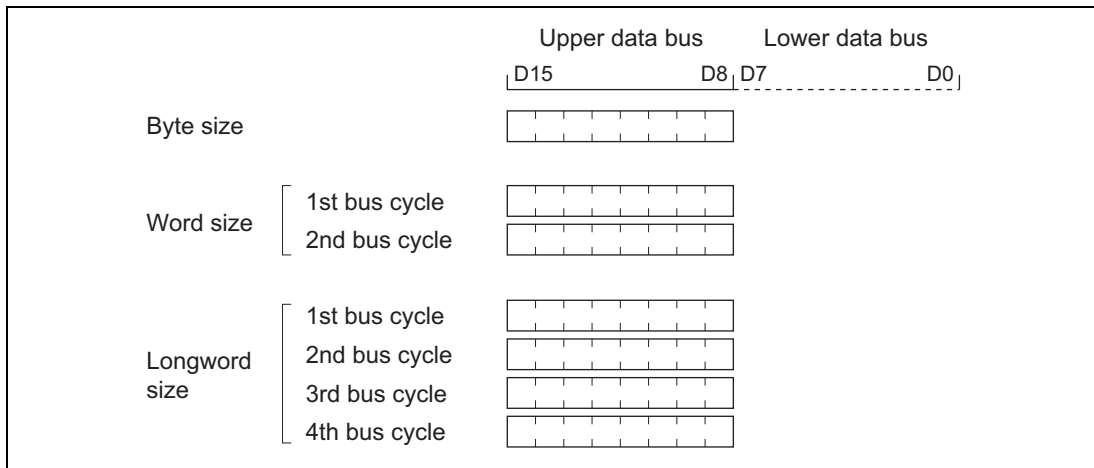 Upper data bus Lower data bus
D15 D8 D7 D0
Byte size
Word size
1st bus cycle
2nd bus cycle
Longword
size
1st bus cycle
2nd bus cycle
3rd bus cycle
4th bus cycle